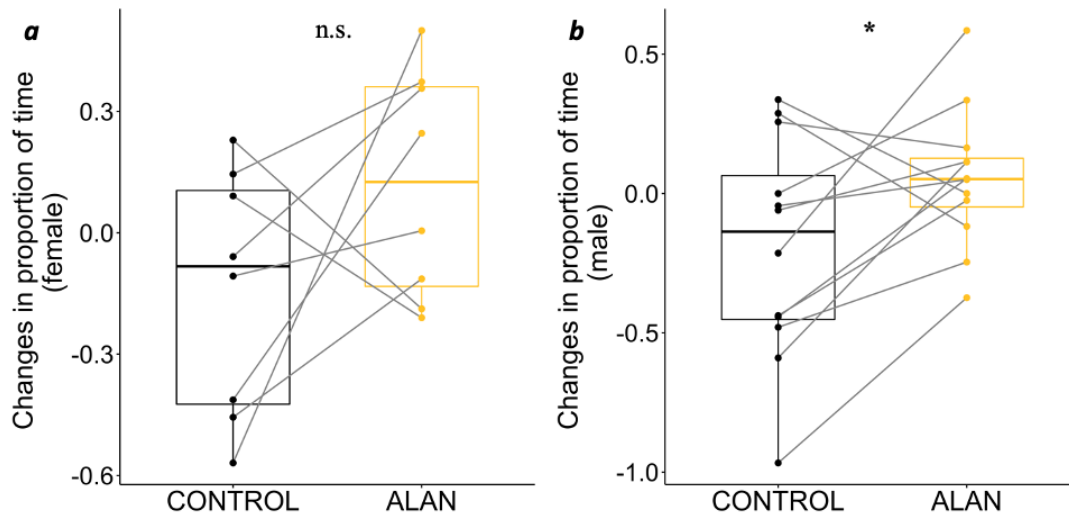 a
n.s.
Changes in proportion of time
(female)
0.3
0.0
-0.3
-0.6
CONTROL
ALAN
b
*
Changes in proportion of time
(male)
0.5
0.0
-0.5
-1.0
CONTROL
ALAN